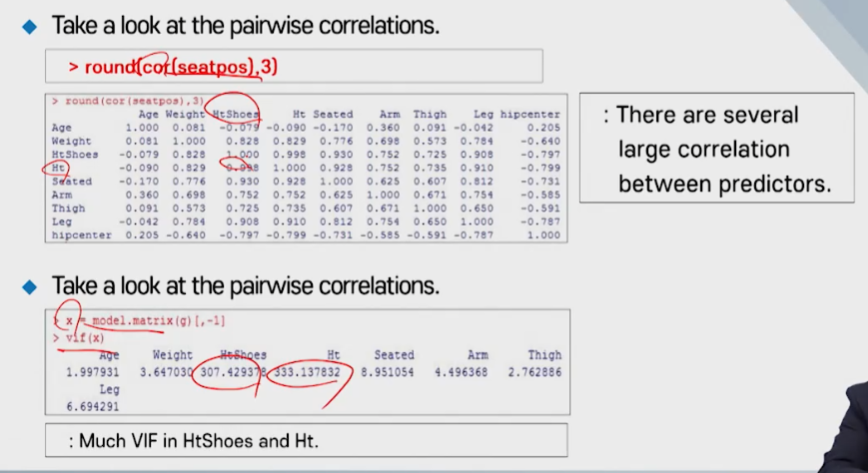 Take a look at the pairwise correlations.
> round(cor(seatpos),3)
> round(cor(seatpos),3)
Age Weight HtShoes Ht Seated Arm Thigh Leg hipcenter
Age 1.000 0.081 -0.079 -0.090 -0.170 0.360 0.091 -0.042 0.205
Weight 0.081 1.000 0.828 0.829 0.776 0.698 0.573 0.784 -0.640
HtShoes -0.079 0.828 1.000 0.998 0.930 0.752 0.725 0.908 -0.797
Ht -0.090 0.829 0.998 1.000 0.928 0.752 0.735 0.910 -0.799
Seated -0.170 0.776 0.930 0.928 1.000 0.625 0.607 0.812 -0.731
Arm 0.360 0.698 0.752 0.752 0.625 1.000 0.671 0.754 -0.585
Thigh 0.091 0.573 0.725 0.735 0.607 0.671 1.000 0.650 -0.591
Leg -0.042 0.784 0.908 0.910 0.812 0.754 0.650 1.000 -0.787
hipcenter 0.205 -0.640 -0.797 -0.799 -0.731 -0.585 -0.591 -0.787 1.000
: There are several
large correlation
between predictors.
Take a look at the pairwise correlations.
> x = model.matrix(g)[,-1]
> vif(x)
Age Weight HtShoes Ht Seated Arm Thigh
1.997931 3.647030 307.429378 333.137832 8.951054 4.496368 2.762886
Leg
6.694291
: Much VIF in HtShoes and Ht.